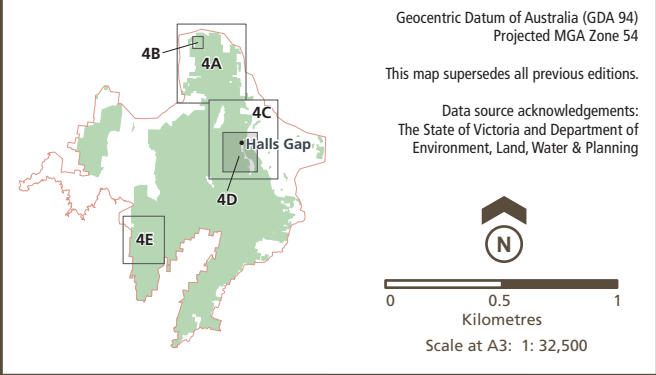 4B
4A
4C
Halls Gap
4D
4E
Geocentric Datum of Australia (GDA 94)
Projected MGA Zone 54
This map supersedes all previous editions.
Data source acknowledgements:
The State of Victoria and Department of
Environment, Land, Water & Planning
N
0 0.5 1
Kilometres
Scale at A3: 1: 32,500